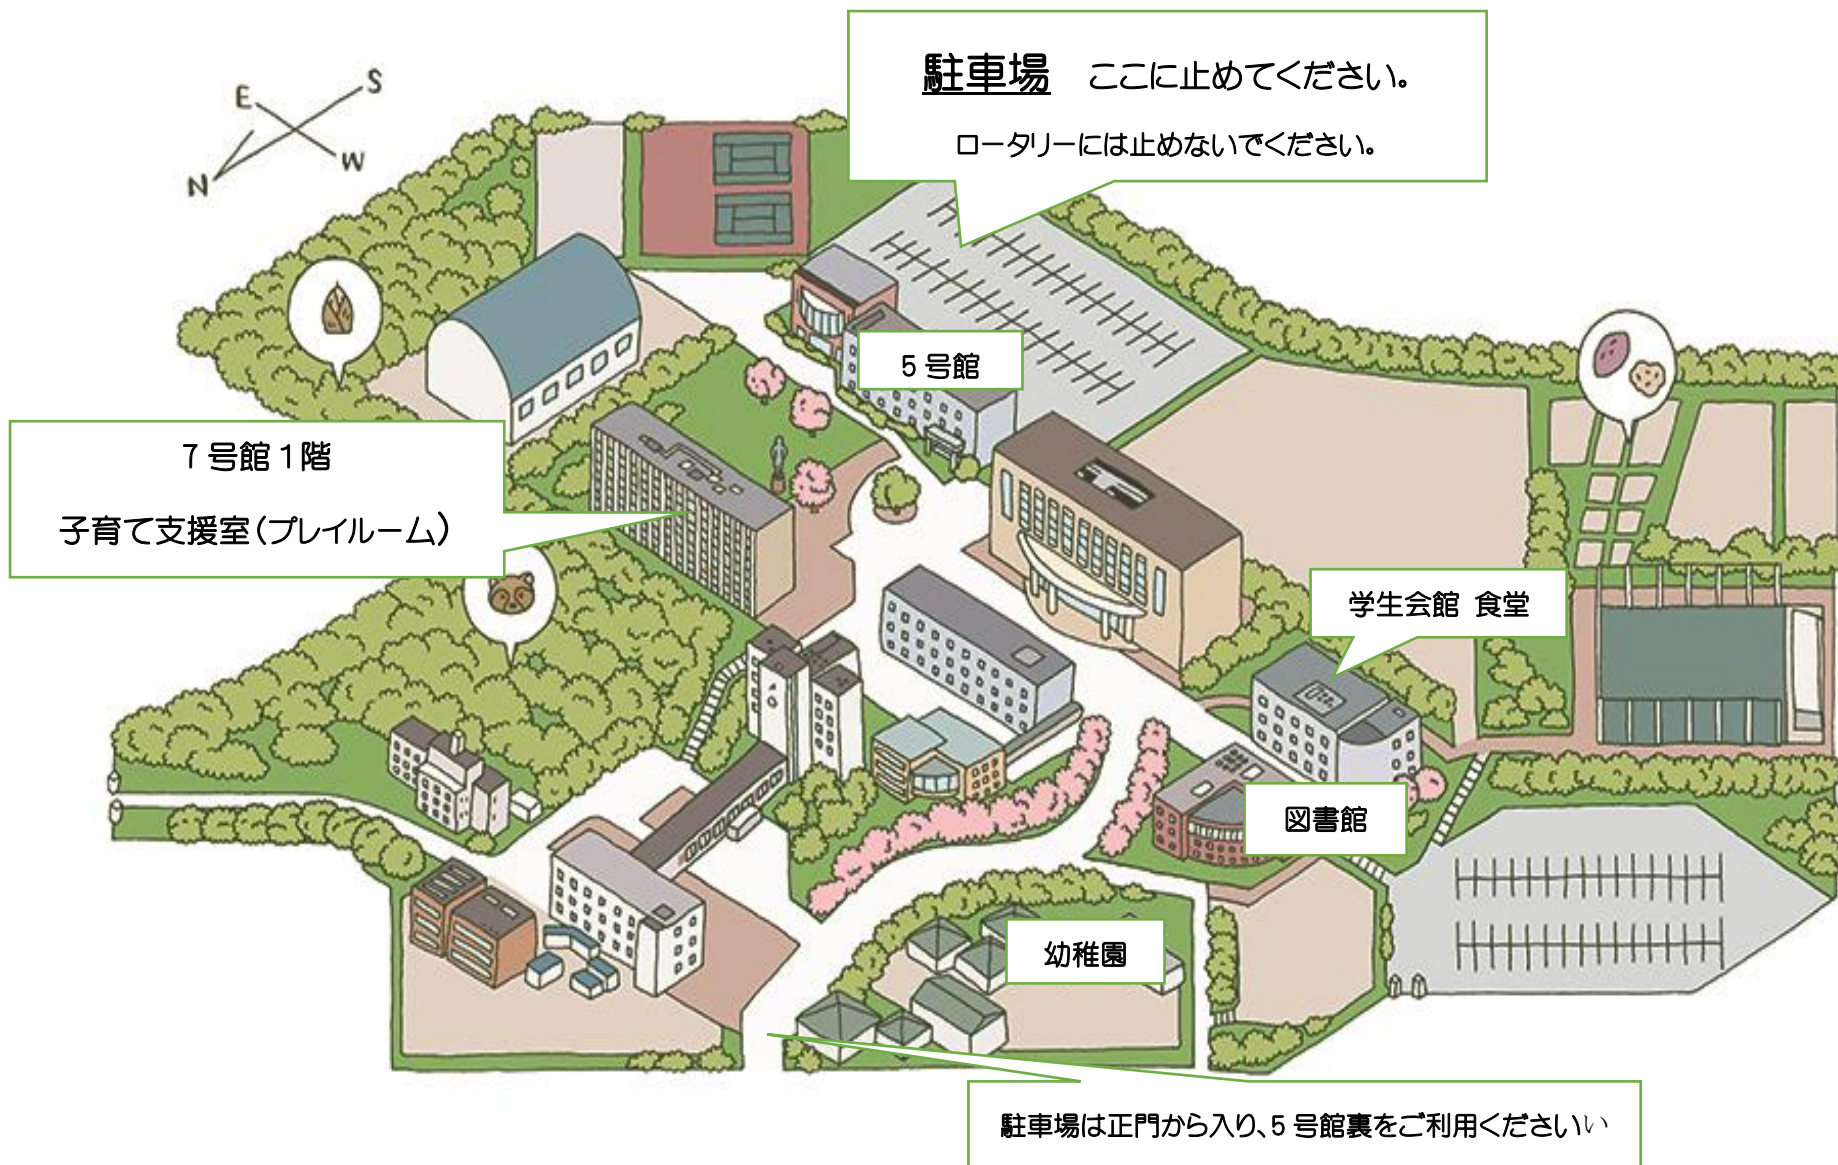 駐車場　ここに止めてください。
ロータリーには止めないでください。
E
S
N
W
5号館
7号館1階
子育て支援室(プレイルーム)
学生会館 食堂
図書館
幼稚園
駐車場は正門から入り、5号館裏をご利用くださいい